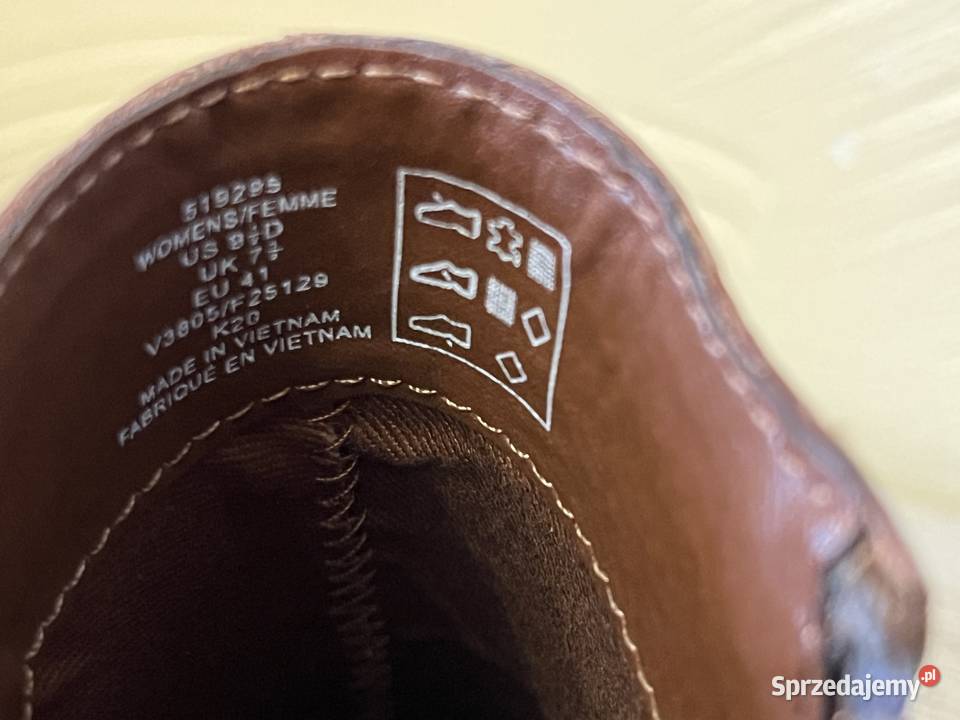 519299
WOMENS/FEMME
US 9½D
UK 7½
EU 41
V3805/F25129
K20
MADE IN VIETNAM
FABRIQUÉ EN VIETNAM
Sprzedajemy.pl